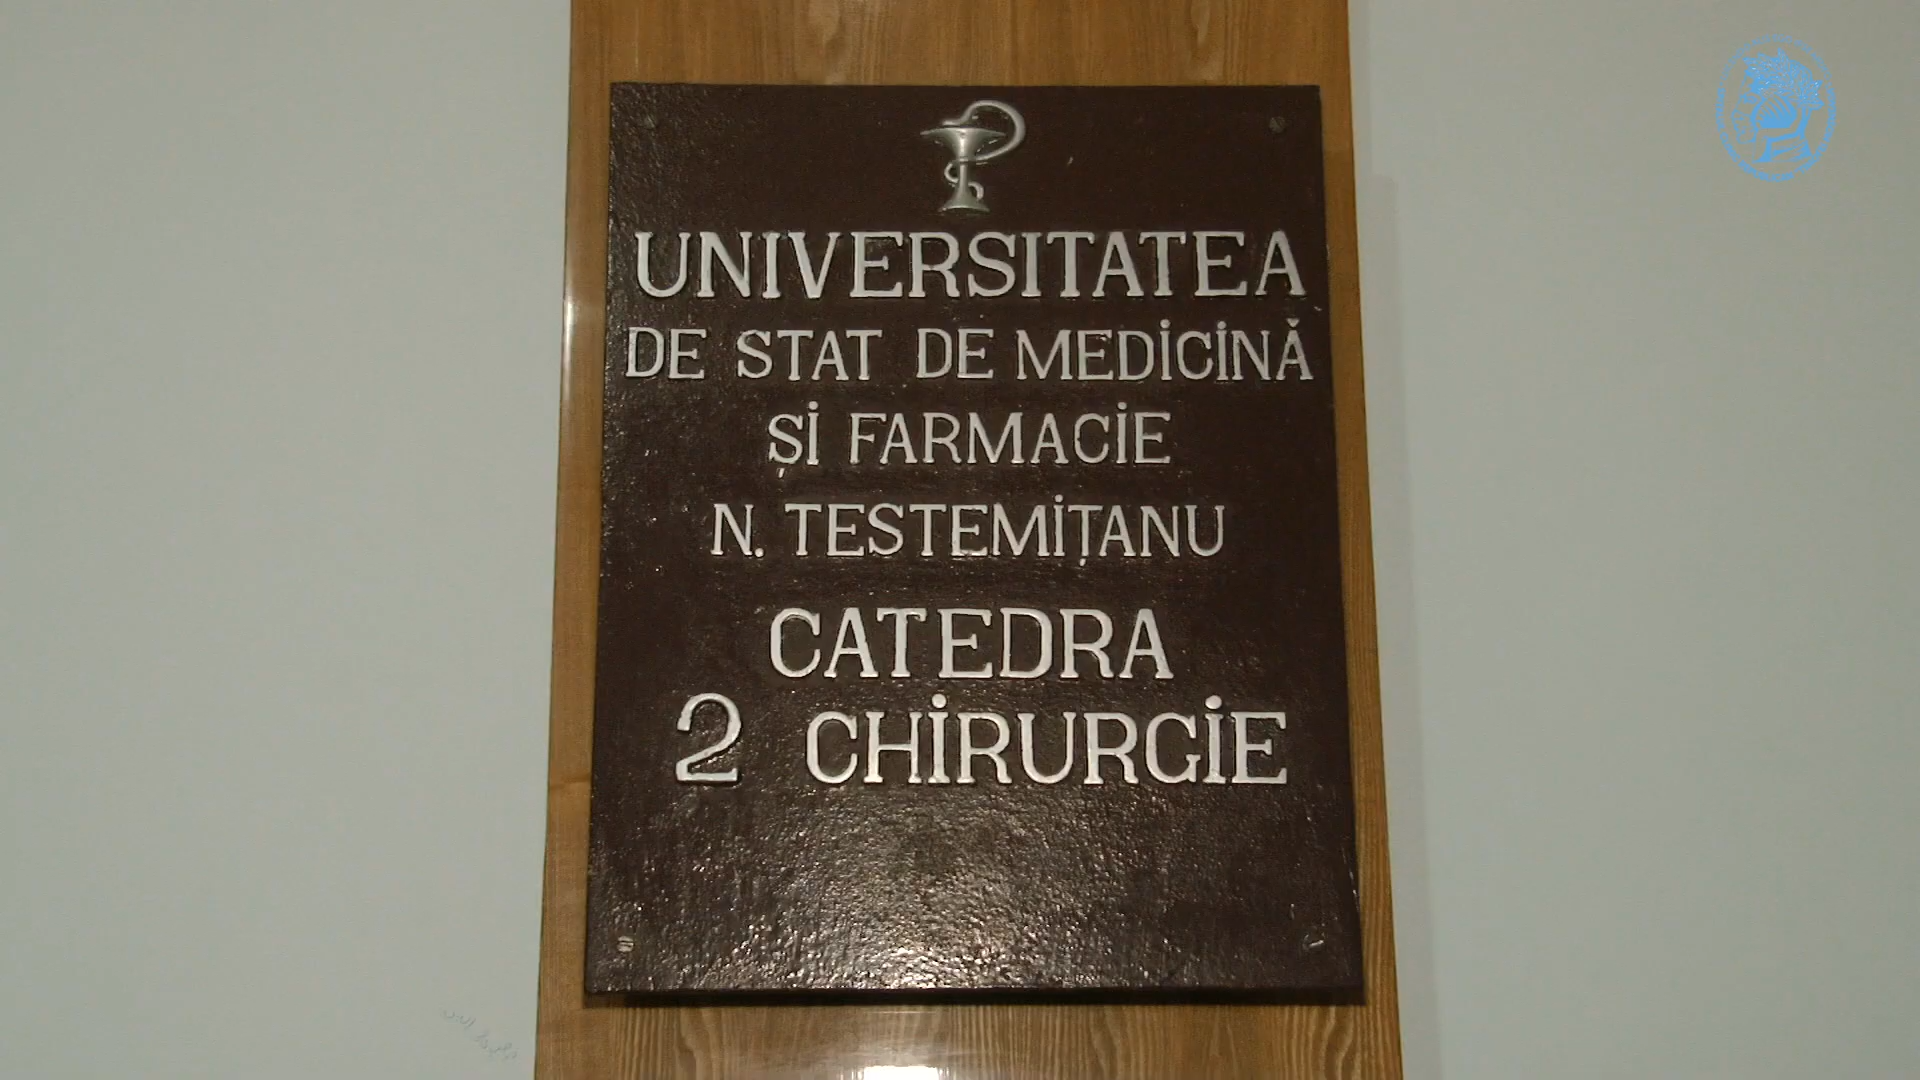 UNIVERSITATEA
DE STAT DE MEDICINĂ
ȘI FARMACIE
N. TESTEMIȚANU
CATEDRA
2 CHIRURGIE